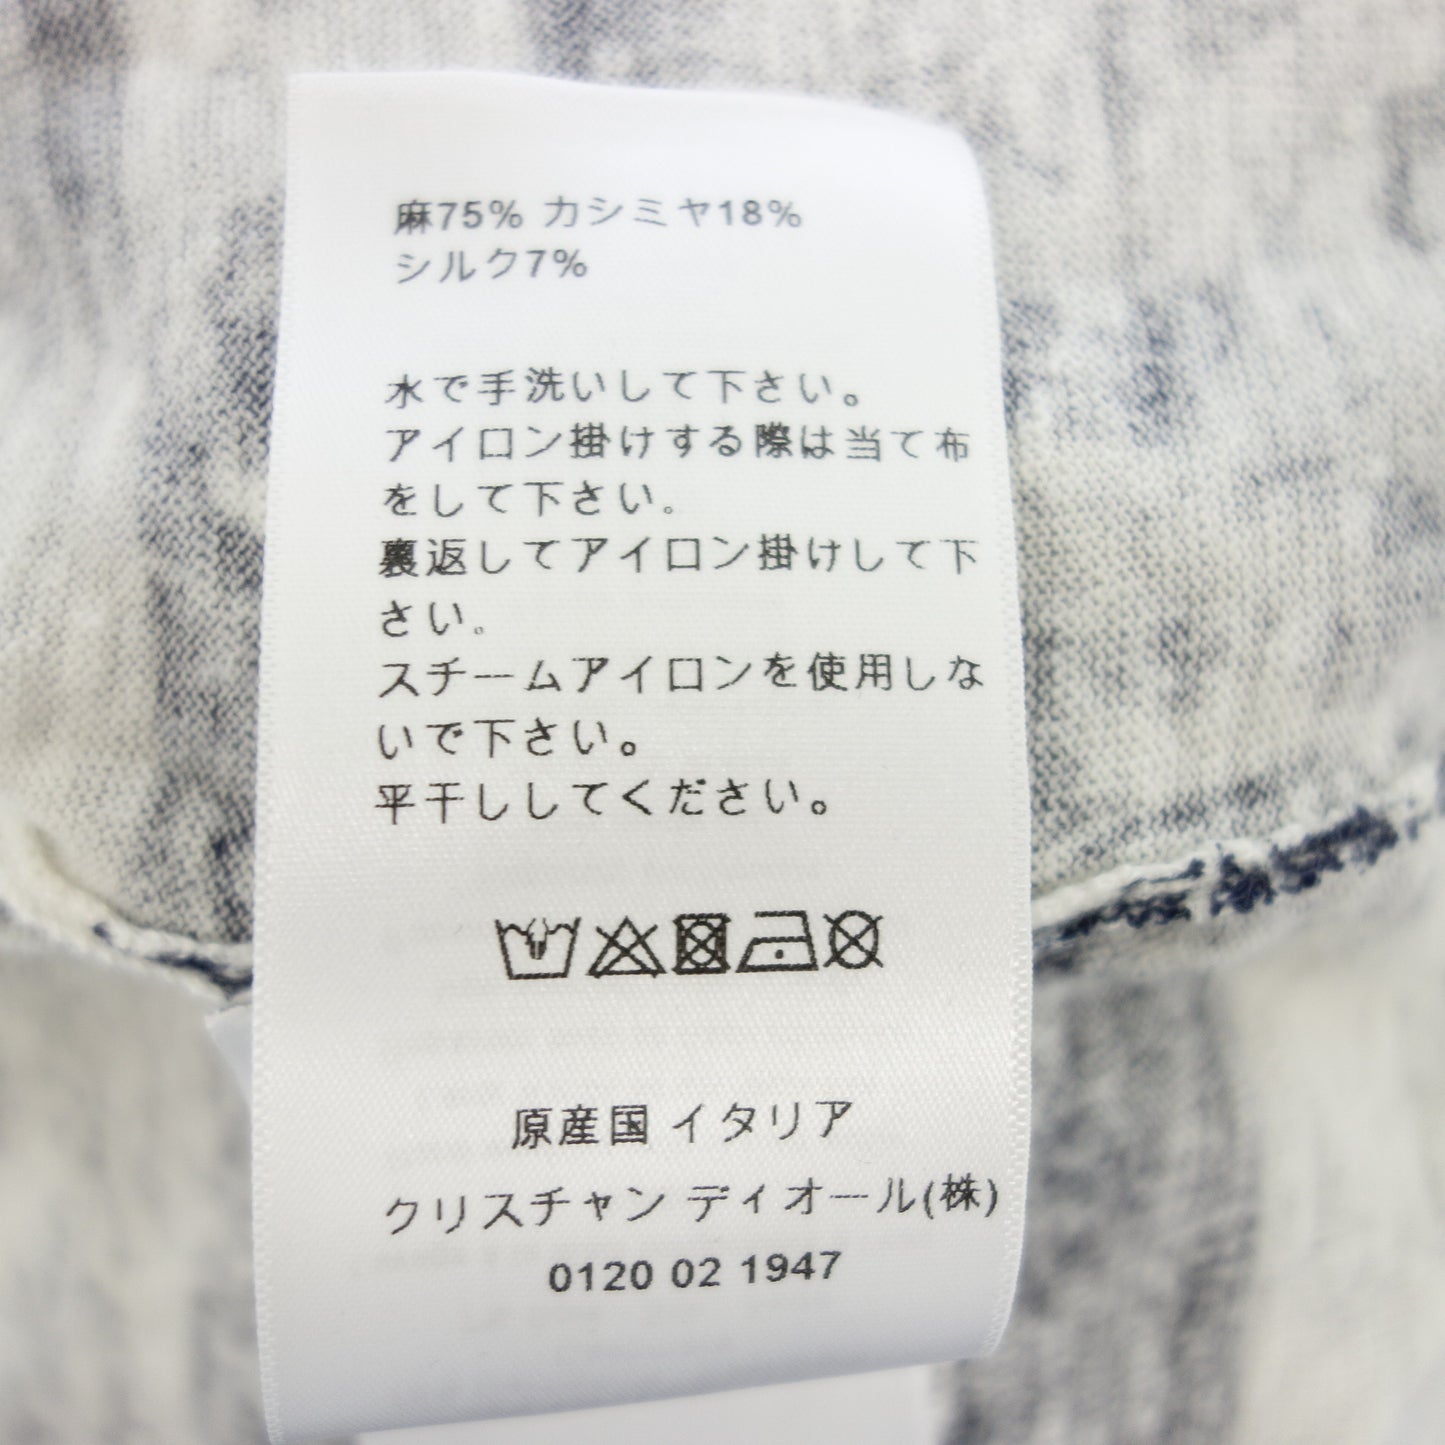 麻75% カシミヤ18%
シルク7%
水で手洗いして下さい。
アイロン掛けする際は当て布
をして下さい。
裏返してアイロン掛けして下
さい。
スチームアイロンを使用しな
いで下さい。
平干ししてください。
原産国 イタリア
クリスチャン ディオール(株)
0120 02 1947